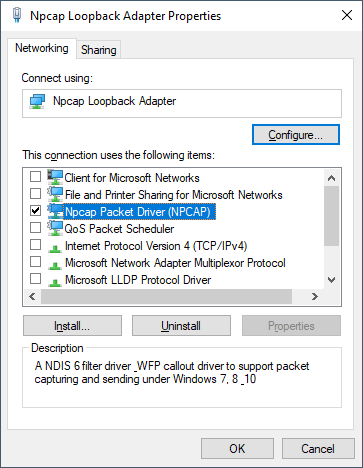 Npcap Loopback Adapter Properties
Networking Sharing
Connect using:
Npcap Loopback Adapter
Configure...
This connection uses the following items:
Client for Microsoft Networks
File and Printer Sharing for Microsoft Networks
Npcap Packet Driver (NPCAP)
QoS Packet Scheduler
Internet Protocol Version 4 (TCP/IPv4)
Microsoft Network Adapter Multiplexor Protocol
Microsoft LLDP Protocol Driver
Install... Uninstall Properties
Description
A NDIS 6 filter driver _WFP callout driver to support packet
capturing and sending under Windows 7, 8 _10
OK Cancel